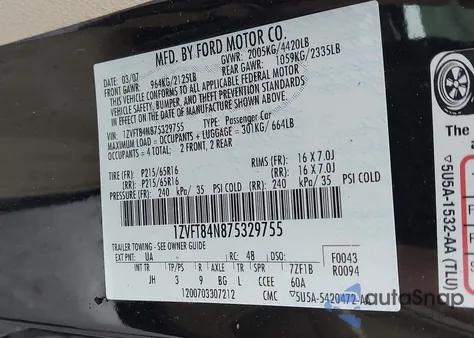 MFD. BY FORD MOTOR CO.
03/07 GVWR: 2005KG/4420LB
FRONT GAWR: 964KG/2125LB REAR GAWR: 1059KG/2335LB
THIS VEHICLE CONFORMS TO ALL APPLICABLE FEDERAL MOTOR
VEHICLE SAFETY, BUMPER, AND THEFT PREVENTION STANDARDS
IN EFFECT ON THE DATE OF MANUFACTURE SHOWN ABOVE.
VIN: 1ZVFT84N875329755 TYPE: Passenger Car
MAXIMUM LOAD= OCCUPANTS + LUGGAGE = 301KG/664LB
OCCUPANTS = 4 TOTAL: 2 FRONT, 2 REAR
TIRE (FR): P215/65R16 RIMS (FR): 16 X 7.0J
(R): P215/65R16 (R): 16 X 7.0J
PRESSURE (FR): 240 kPa/ 35 PSI COLD (R): 240 kPa/ 35 PSI COLD
1ZVFT84N875329755
TRAILER TOWING - SEE OWNER GUIDE
EXT PNT: UA RC: 48 DSO: F0043
INT TR TP/PS R AXLE TR SPR 7ZF1B R0094
JH 3 9 BG L CCEE 60A
1200703307212 CMC ▽5U5A-5420472-AA
THE
▽5U5A-1532-AA (TLU)
autoSnap